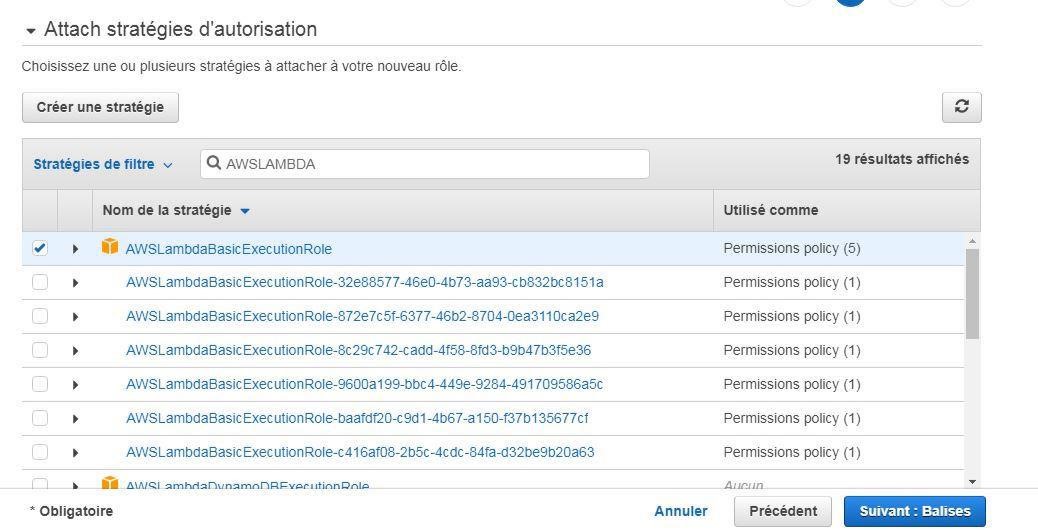 Attach stratégies d'autorisation
Choisissez une ou plusieurs stratégies à attacher à votre nouveau rôle.
Créer une stratégie
Stratégies de filtre
AWSLAMBDA
19 résultats affichés
Nom de la stratégie
Utilisé comme
AWSLambdaBasicExecutionRole
Permissions policy (5)
AWSLambdaBasicExecutionRole-32e88577-46e0-4b73-aa93-cb832bc8151a
Permissions policy (1)
AWSLambdaBasicExecutionRole-872e7c5f-6377-46b2-8704-0ea3110ca2e9
Permissions policy (1)
AWSLambdaBasicExecutionRole-8c29c742-cadd-4f58-8fd3-b9b47b3f5e36
Permissions policy (1)
AWSLambdaBasicExecutionRole-9600a199-bbc4-449e-9284-491709586a5c
Permissions policy (1)
AWSLambdaBasicExecutionRole-baafdf20-c9d1-4b67-a150-f37b135677cf
Permissions policy (1)
AWSLambdaBasicExecutionRole-c416af08-2b5c-4cdc-84fa-d32be9b20a63
Permissions policy (1)
AWSLambdaDynamoDBExecutionRole
Aucun
* Obligatoire
Annuler
Précédent
Suivant : Balises